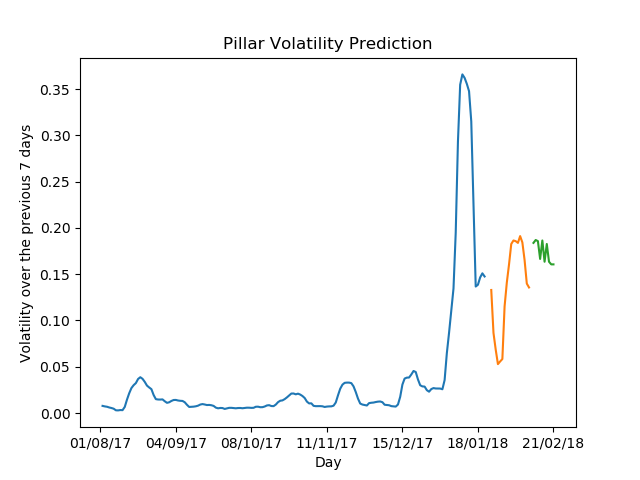 Pillar Volatility Prediction
Volatility over the previous 7 days
0.35
0.30
0.25
0.20
0.15
0.10
0.05
0.00
01/08/17 04/09/17 08/10/17 11/11/17 15/12/17 18/01/18 21/02/18
Day